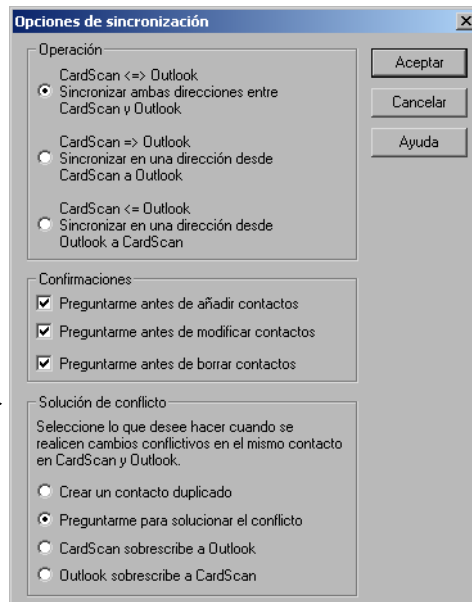 Opciones de sincronización
Operación
CardScan <=> Outlook
Sincronizar ambas direcciones entre
CardScan y Outlook
CardScan => Outlook
Sincronizar en una dirección desde
CardScan a Outlook
CardScan <= Outlook
Sincronizar en una dirección desde
Outlook a CardScan
Aceptar
Cancelar
Ayuda
Confirmaciones
Preguntarme antes de añadir contactos
Preguntarme antes de modificar contactos
Preguntarme antes de borrar contactos
Solución de conflicto
Seleccione lo que desee hacer cuando se
realicen cambios conflictivos en el mismo contacto
en CardScan y Outlook.
Crear un contacto duplicado
Preguntarme para solucionar el conflicto
CardScan sobrescribe a Outlook
Outlook sobrescribe a CardScan